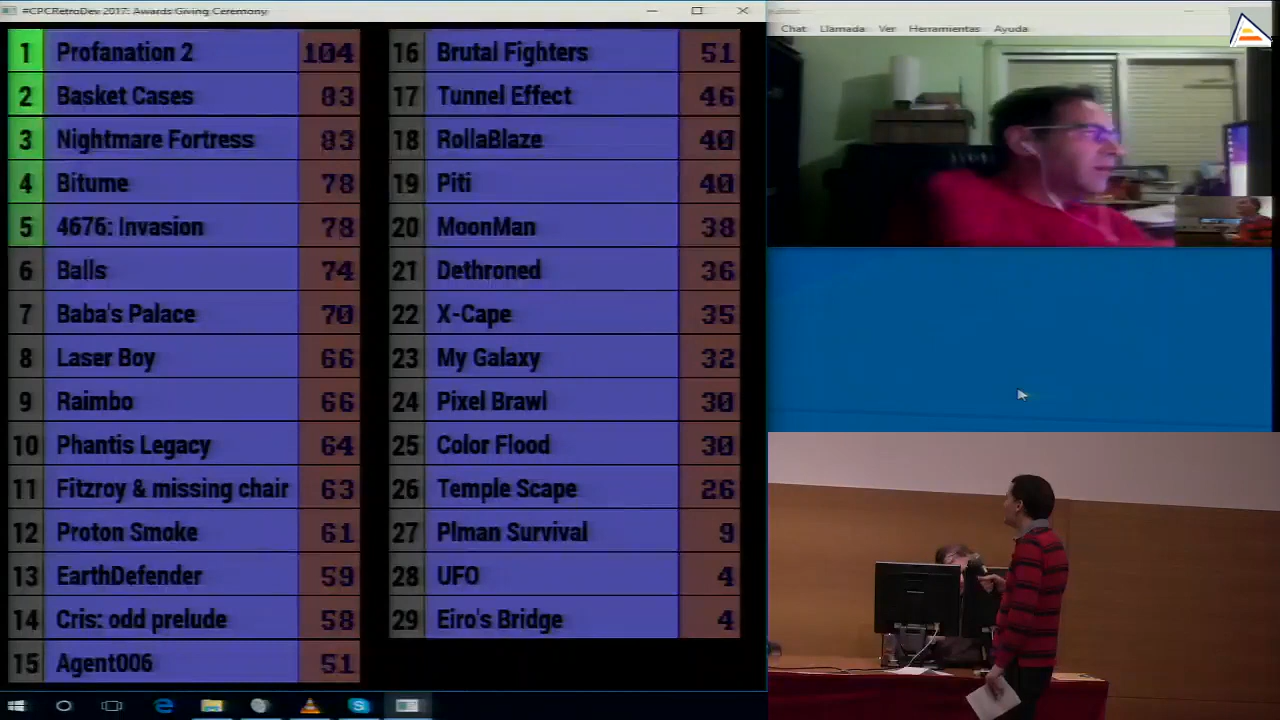 #CPCRetroDev 2017: Awards Giving Ceremony
1 Profanation 2 104
2 Basket Cases 83
3 Nightmare Fortress 83
4 Bitume 78
5 4676: Invasion 78
6 Balls 74
7 Baba's Palace 70
8 Laser Boy 66
9 Raimbo 66
10 Phantis Legacy 64
11 Fitzroy & missing chair 63
12 Proton Smoke 61
13 EarthDefender 59
14 Cris: odd prelude 58
15 Agent006 51
16 Brutal Fighters 51
17 Tunnel Effect 46
18 RollaBlaze 40
19 Piti 40
20 MoonMan 38
21 Dethroned 36
22 X-Cape 35
23 My Galaxy 32
24 Pixel Brawl 30
25 Color Flood 30
26 Temple Scape 26
27 Plman Survival 9
28 UFO 4
29 Eiro's Bridge 4
Chat Llamada Ver Herramientas Ayuda